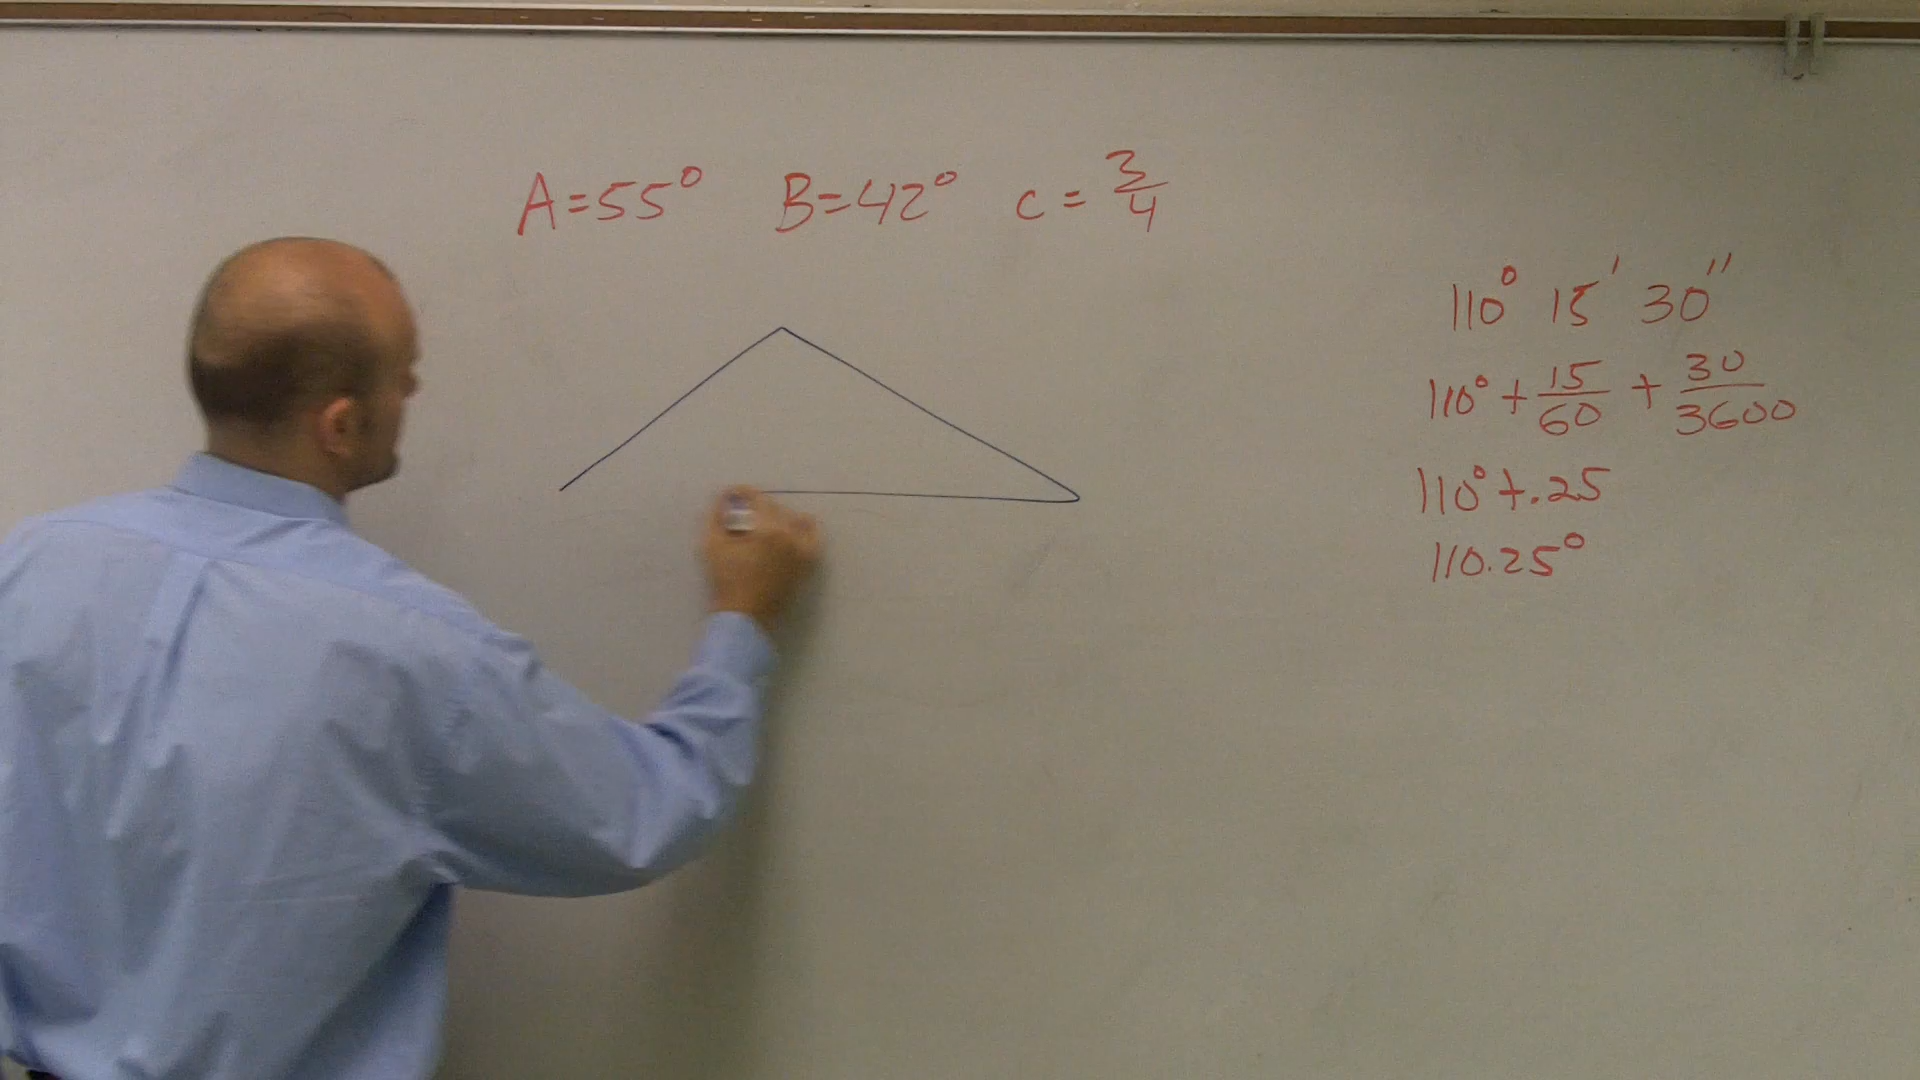 A=55° B=42° c=3/4
110° 15' 30"
110° + 15/60 + 30/3600
110° + .25
110.25°